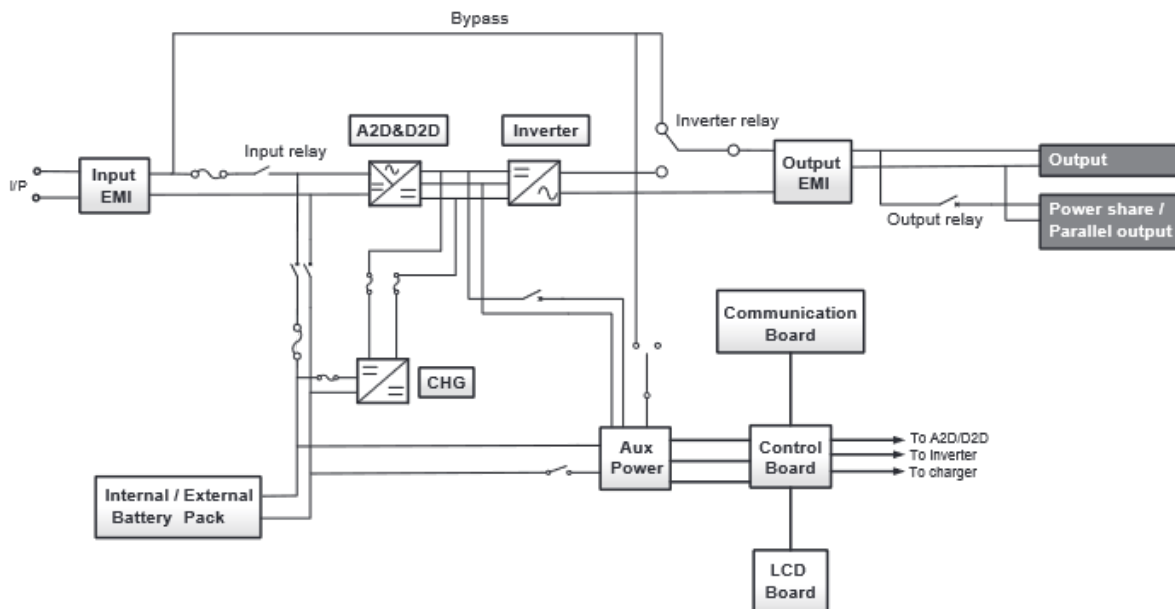 Bypass
A2D&D2D
Inverter
Inverter relay
Input relay
I/P
Input
EMI
Output
EMI
Output
Power share /
Parallel output
Output relay
Communication
Board
CHG
Aux
Power
Control
Board
To A2D/D2D
To Inverter
To charger
Internal / External
Battery Pack
LCD
Board